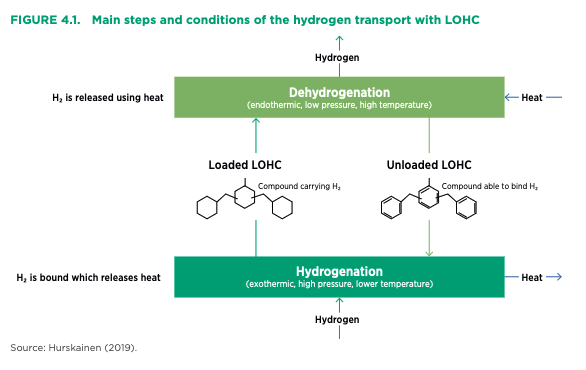 FIGURE 4.1. Main steps and conditions of the hydrogen transport with LOHC
Hydrogen
H₂ is released using heat
Dehydrogenation
(endothermic, low pressure, high temperature)
Heat
Loaded LOHC
Compound carrying H₂
Unloaded LOHC
Compound able to bind H₂
H₂ is bound which releases heat
Hydrogenation
(exothermic, high pressure, lower temperature)
Heat
Hydrogen
Source: Hurskainen (2019).